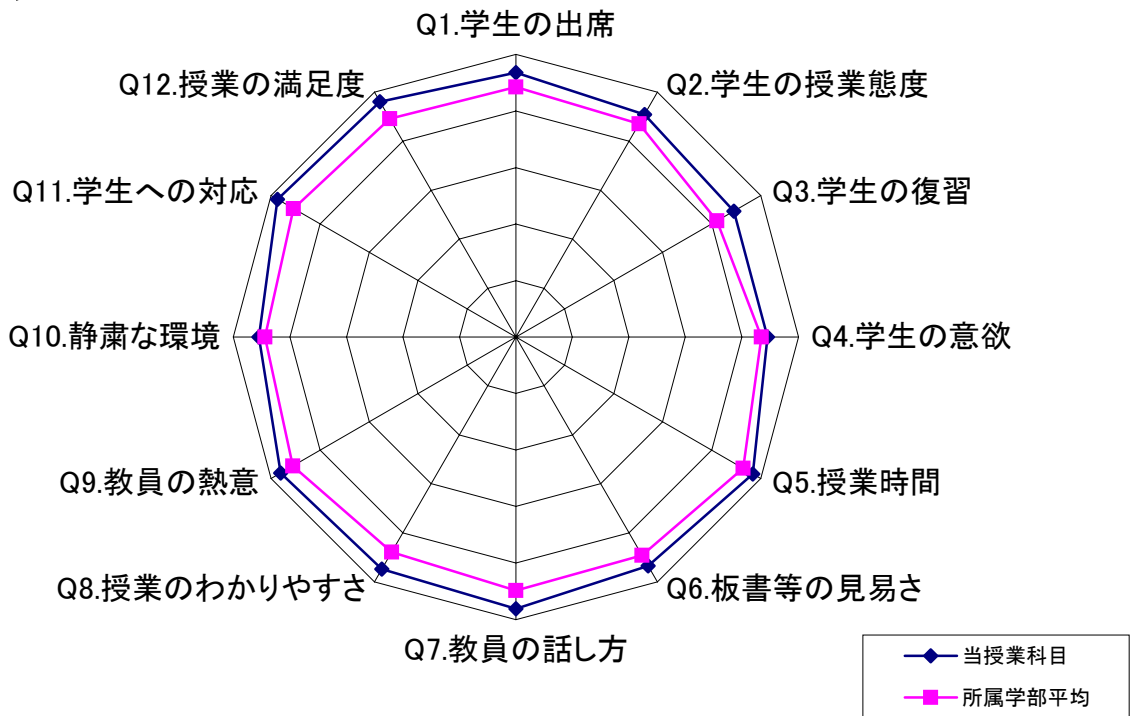 Q1.学生の出席
Q2.学生の授業態度
Q3.学生の復習
Q4.学生の意欲
Q5.授業時間
Q6.板書等の見易さ
Q7.教員の話し方
Q8.授業のわかりやすさ
Q9.教員の熱意
Q10.静粛な環境
Q11.学生への対応
Q12.授業の満足度
当授業科目
所属学部平均